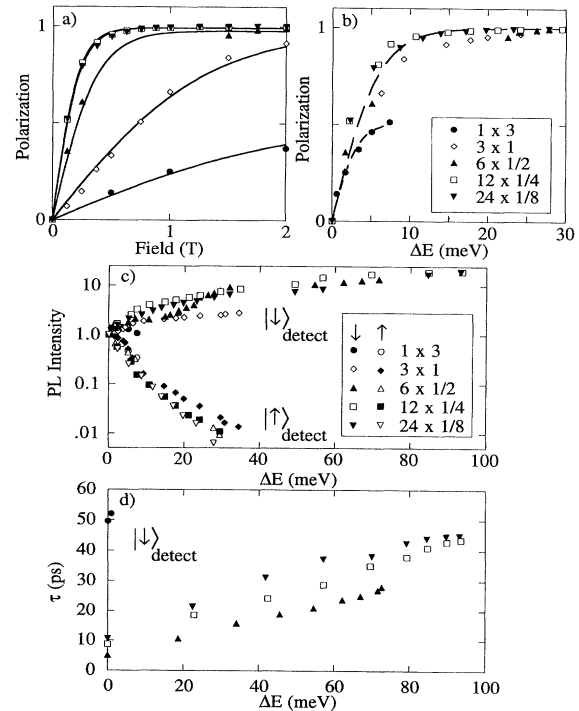 a)
1
Polarization
0
0
1
2
Field (T)
b)
1
Polarization
0
0
10
20
30
ΔE (meV)
1 x 3
3 x 1
6 x 1/2
12 x 1/4
24 x 1/8
c)
10
1.0
0.1
.01
PL Intensity
|↓⟩detect
|↑⟩detect
↓ ↑
1 x 3
3 x 1
6 x 1/2
12 x 1/4
24 x 1/8
0 20 40 60 80 100
ΔE (meV)
d)
60
50
40
30
20
10
0
τ (ps)
|↓⟩detect
0 20 40 60 80 100
ΔE (meV)